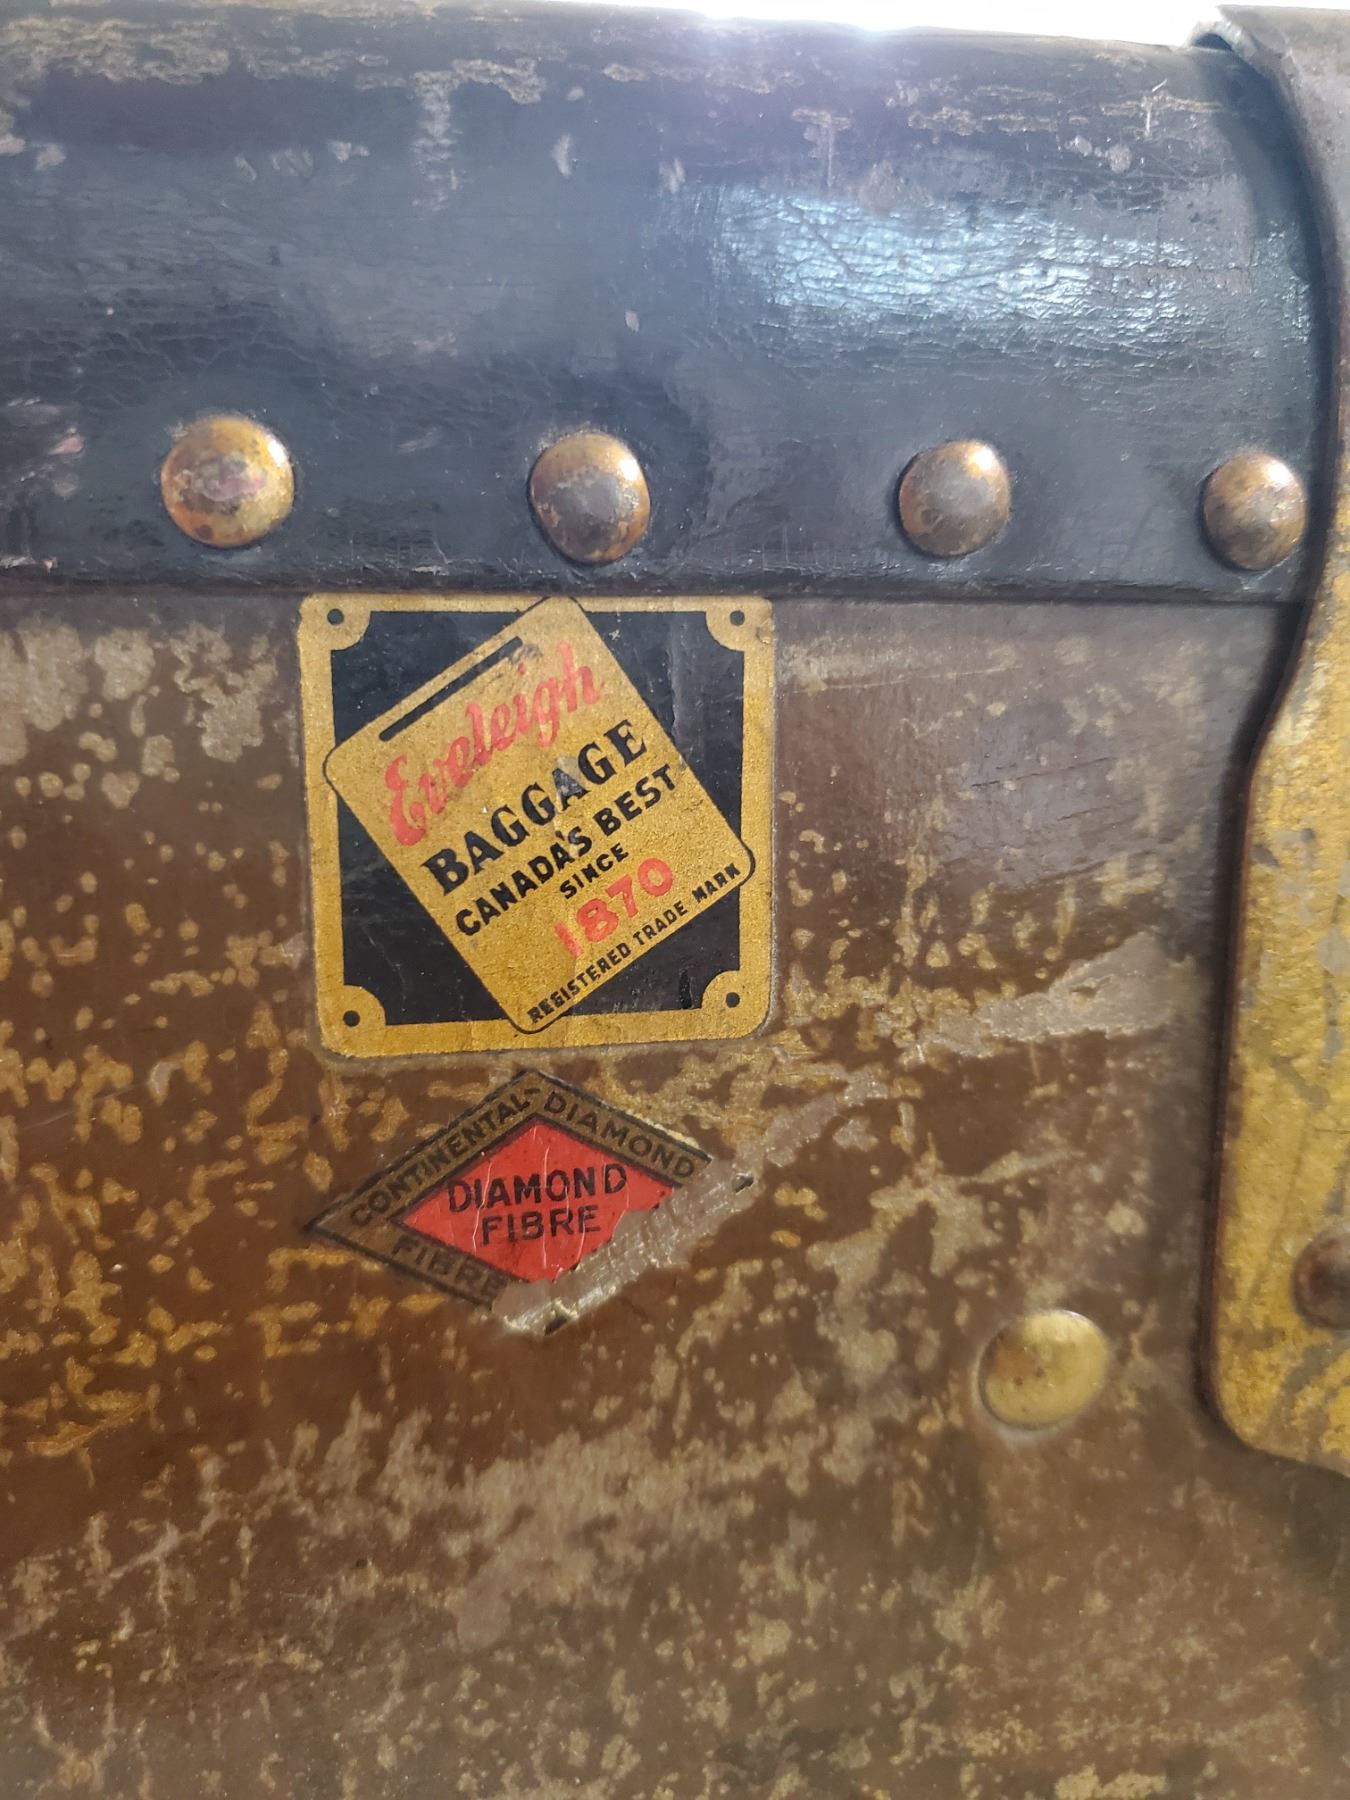 Eveleigh
BAGGAGE
CANADA'S BEST
SINCE
1870
REGISTERED TRADE MARK
CONTINENTAL-DIAMOND
DIAMOND
FIBRE
FIBRE